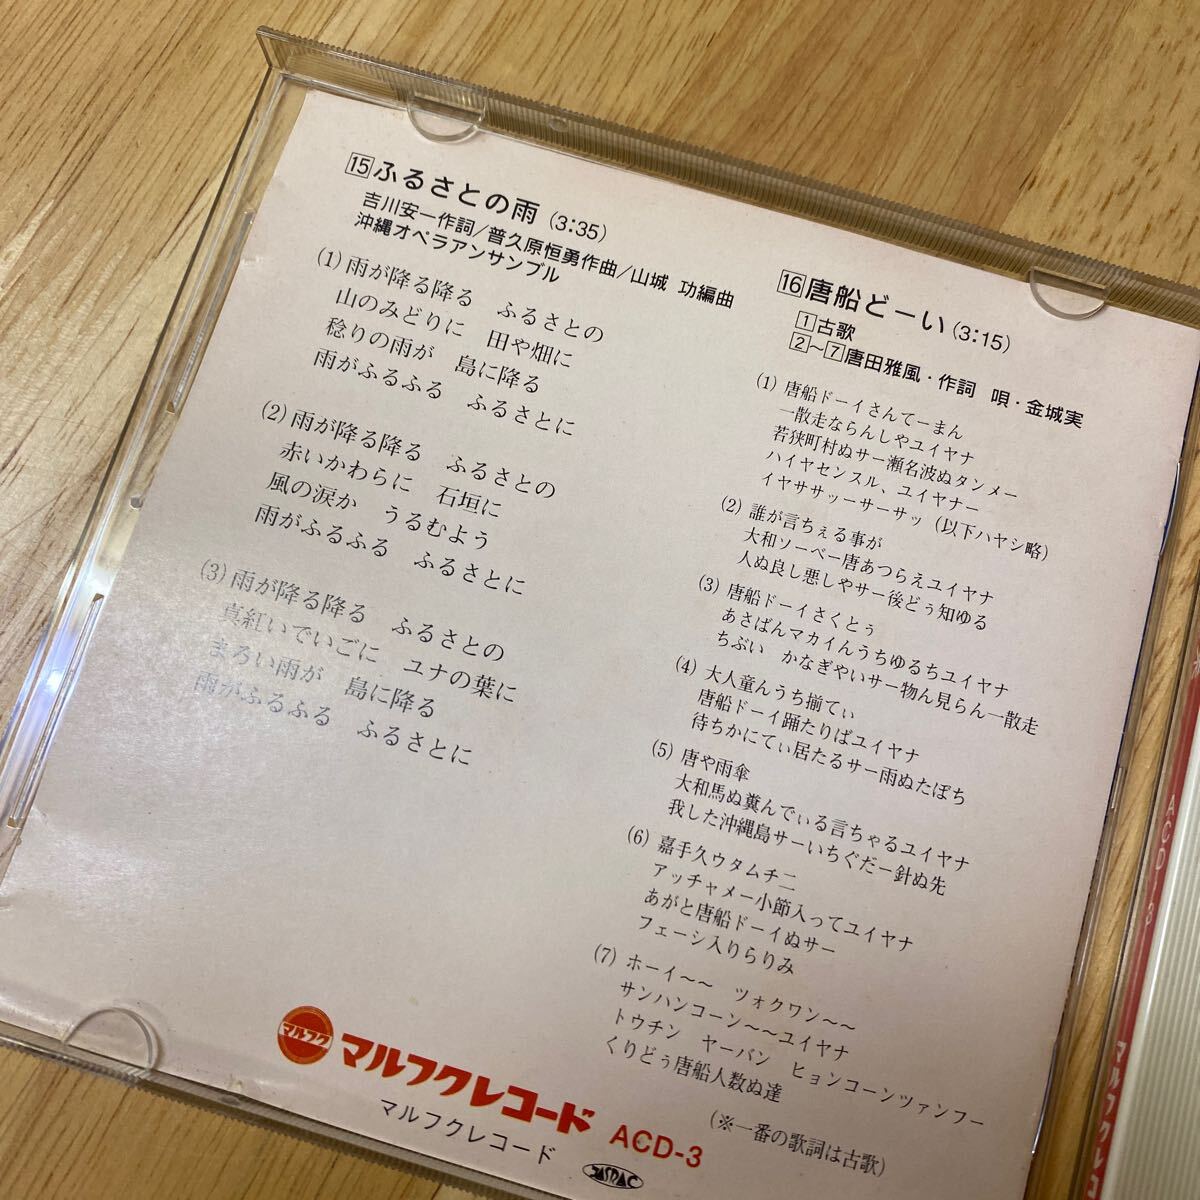 15 ふるさとの雨 (3:35)
吉川安一作詞/普久原恒勇作曲/山城 功編曲
沖縄オペラアンサンブル
(1) 雨が降る降る ふるさとの
山のみどりに 田や畑に
稔りの雨が 島に降る
雨がふるふる ふるさとに
(2) 雨が降る降る ふるさとの
赤いかわらに 石垣に
風の涙か うるむよう
雨がふるふる ふるさとに
(3) 雨が降る降る ふるさとの
真紅いでいごに ユナの葉に
まろい雨が 島に降る
雨がふるふる ふるさとに
16 唐船どーい (3:15)
1 古歌
2～7 唐田雅風・作詞 唄・金城実
(1) 唐船ドーイさんてーまん
一散走ならんしやユイヤナ
若狭町村ぬサー瀬名波ぬタンメー
ハイヤセンスル、ユイヤナー
イヤササッーサーサッ (以下ハヤシ略)
(2) 誰が言ちぇる事が
大和ソーベー唐あつらえユイヤナ
人ぬ良し悪しやサー後どぅ知ゆる
(3) 唐船ドーイさくとぅ
あさばんマカイんうちゆるちユイヤナ
ちぶい かなぎやいサー物ん見らん一散走
(4) 大人童んうち揃てぃ
唐船ドーイ踊たりばユイヤナ
待ちかにてぃ居たるサー雨ぬたぼち
(5) 唐や雨傘
大和馬ぬ糞んでぃる言ちゃるユイヤナ
我した沖縄島サーいちぐだー針ぬ先
(6) 嘉手久ウタムチニ
アッチャメー小節入ってユイヤナ
あがと唐船ドーイぬサー
フェーシ入りらりみ
(7) ホーイ～～ ツォクワン～～
サンハンコーン～～ユイヤナ
トウチン ヤーバン ヒョンコーンツァンフー
くりどぅ唐船人数ぬ達
(※一番の歌詞は古歌)
マルフク
マルフクレコード ACD-3
マルフクレコード
JASRAC
ACD-3
マルフクレコ